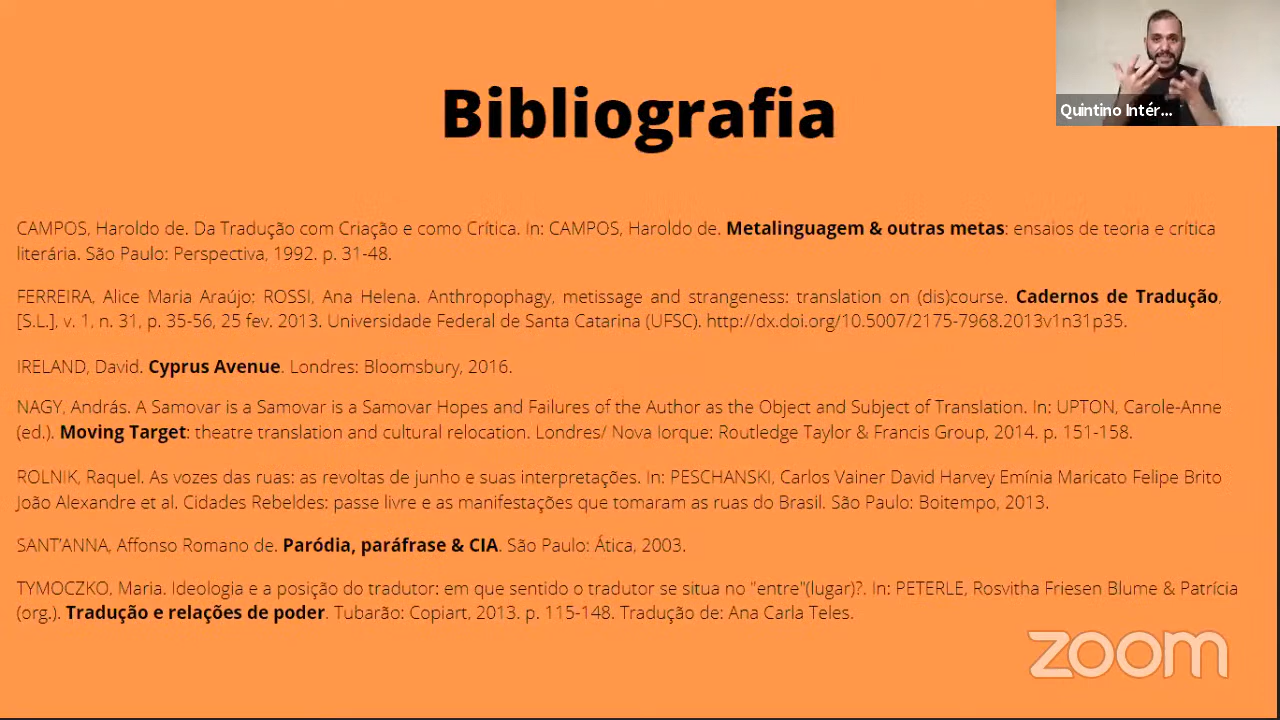 Bibliografia
Quintino Intér...
CAMPOS, Haroldo de. Da Tradução com Criação e como Crítica. In: CAMPOS, Haroldo de. Metalinguagem & outras metas: ensaios de teoria e crítica
literária. São Paulo: Perspectiva, 1992. p. 31-48.
FERREIRA, Alice Maria Araújo; ROSSI, Ana Helena. Anthropophagy, metissage and strangeness: translation on (dis)course. Cadernos de Tradução,
[S.L.], v. 1, n. 31, p. 35-56, 25 fev. 2013. Universidade Federal de Santa Catarina (UFSC). http://dx.doi.org/10.5007/2175-7968.2013v1n31p35.
IRELAND, David. Cyprus Avenue. Londres: Bloomsbury, 2016.
NAGY, András. A Samovar is a Samovar is a Samovar Hopes and Failures of the Author as the Object and Subject of Translation. In: UPTON, Carole-Anne
(ed.). Moving Target: theatre translation and cultural relocation. Londres/ Nova Iorque: Routledge Taylor & Francis Group, 2014. p. 151-158.
ROLNIK, Raquel. As vozes das ruas: as revoltas de junho e suas interpretações. In: PESCHANSKI, Carlos Vainer David Harvey Emínia Maricato Felipe Brito
João Alexandre et al. Cidades Rebeldes: passe livre e as manifestações que tomaram as ruas do Brasil. São Paulo: Boitempo, 2013.
SANT'ANNA, Affonso Romano de. Paródia, paráfrase & CIA. São Paulo: Ática, 2003.
TYMOCZKO, Maria. Ideologia e a posição do tradutor: em que sentido o tradutor se situa no "entre"(lugar)?. In: PETERLE, Rosvitha Friesen Blume & Patrícia
(org.). Tradução e relações de poder. Tubarão: Copiart, 2013. p. 115-148. Tradução de: Ana Carla Teles.
zoom